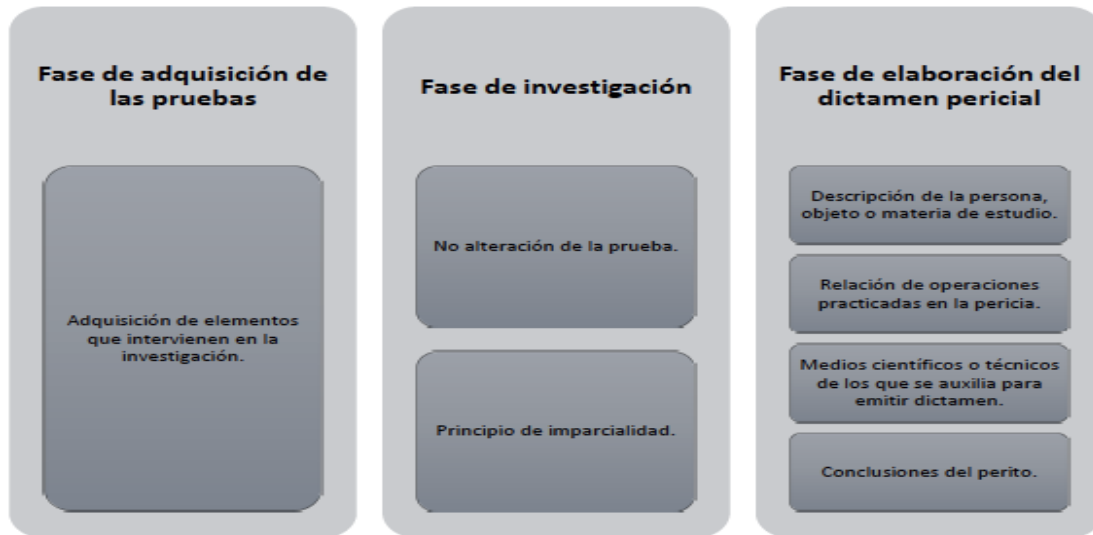 Fase de adquisición de
las pruebas
Adquisición de elementos
que intervienen en la
investigación.
Fase de investigación
No alteración de la prueba.
Principio de imparcialidad.
Fase de elaboración del
dictamen pericial
Descripción de la persona,
objeto o materia de estudio.
Relación de operaciones
practicadas en la pericia.
Medios científicos o técnicos
de los que se auxilia para
emitir dictamen.
Conclusiones del perito.